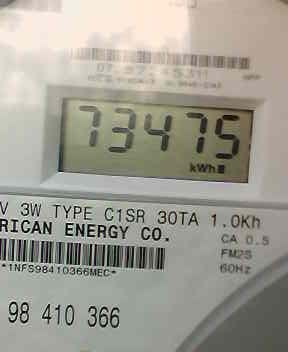 73475
kWh
V 3W TYPE C1SR 30TA 1.0Kh
RICAN ENERGY CO.
CA 0.5
FM2S
60Hz
*1NFS98410366MEC*
98 410 366